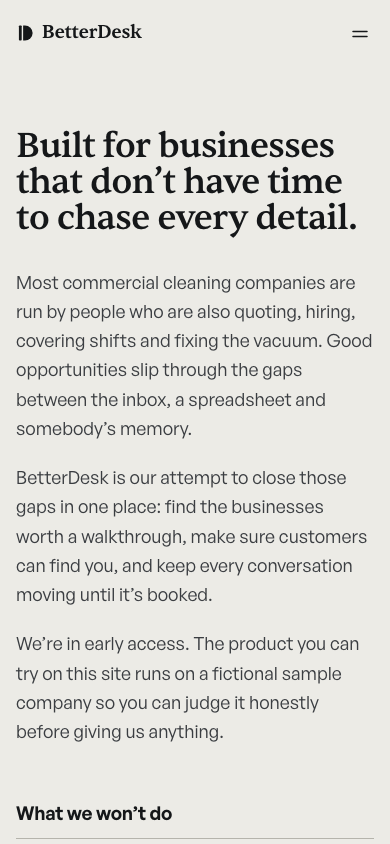 BetterDesk
Built for businesses
that don’t have time
to chase every detail.
Most commercial cleaning companies are
run by people who are also quoting, hiring,
covering shifts and fixing the vacuum. Good
opportunities slip through the gaps
between the inbox, a spreadsheet and
somebody’s memory.
BetterDesk is our attempt to close those
gaps in one place: find the businesses
worth a walkthrough, make sure customers
can find you, and keep every conversation
moving until it’s booked.
We’re in early access. The product you can
try on this site runs on a fictional sample
company so you can judge it honestly
before giving us anything.
What we won’t do